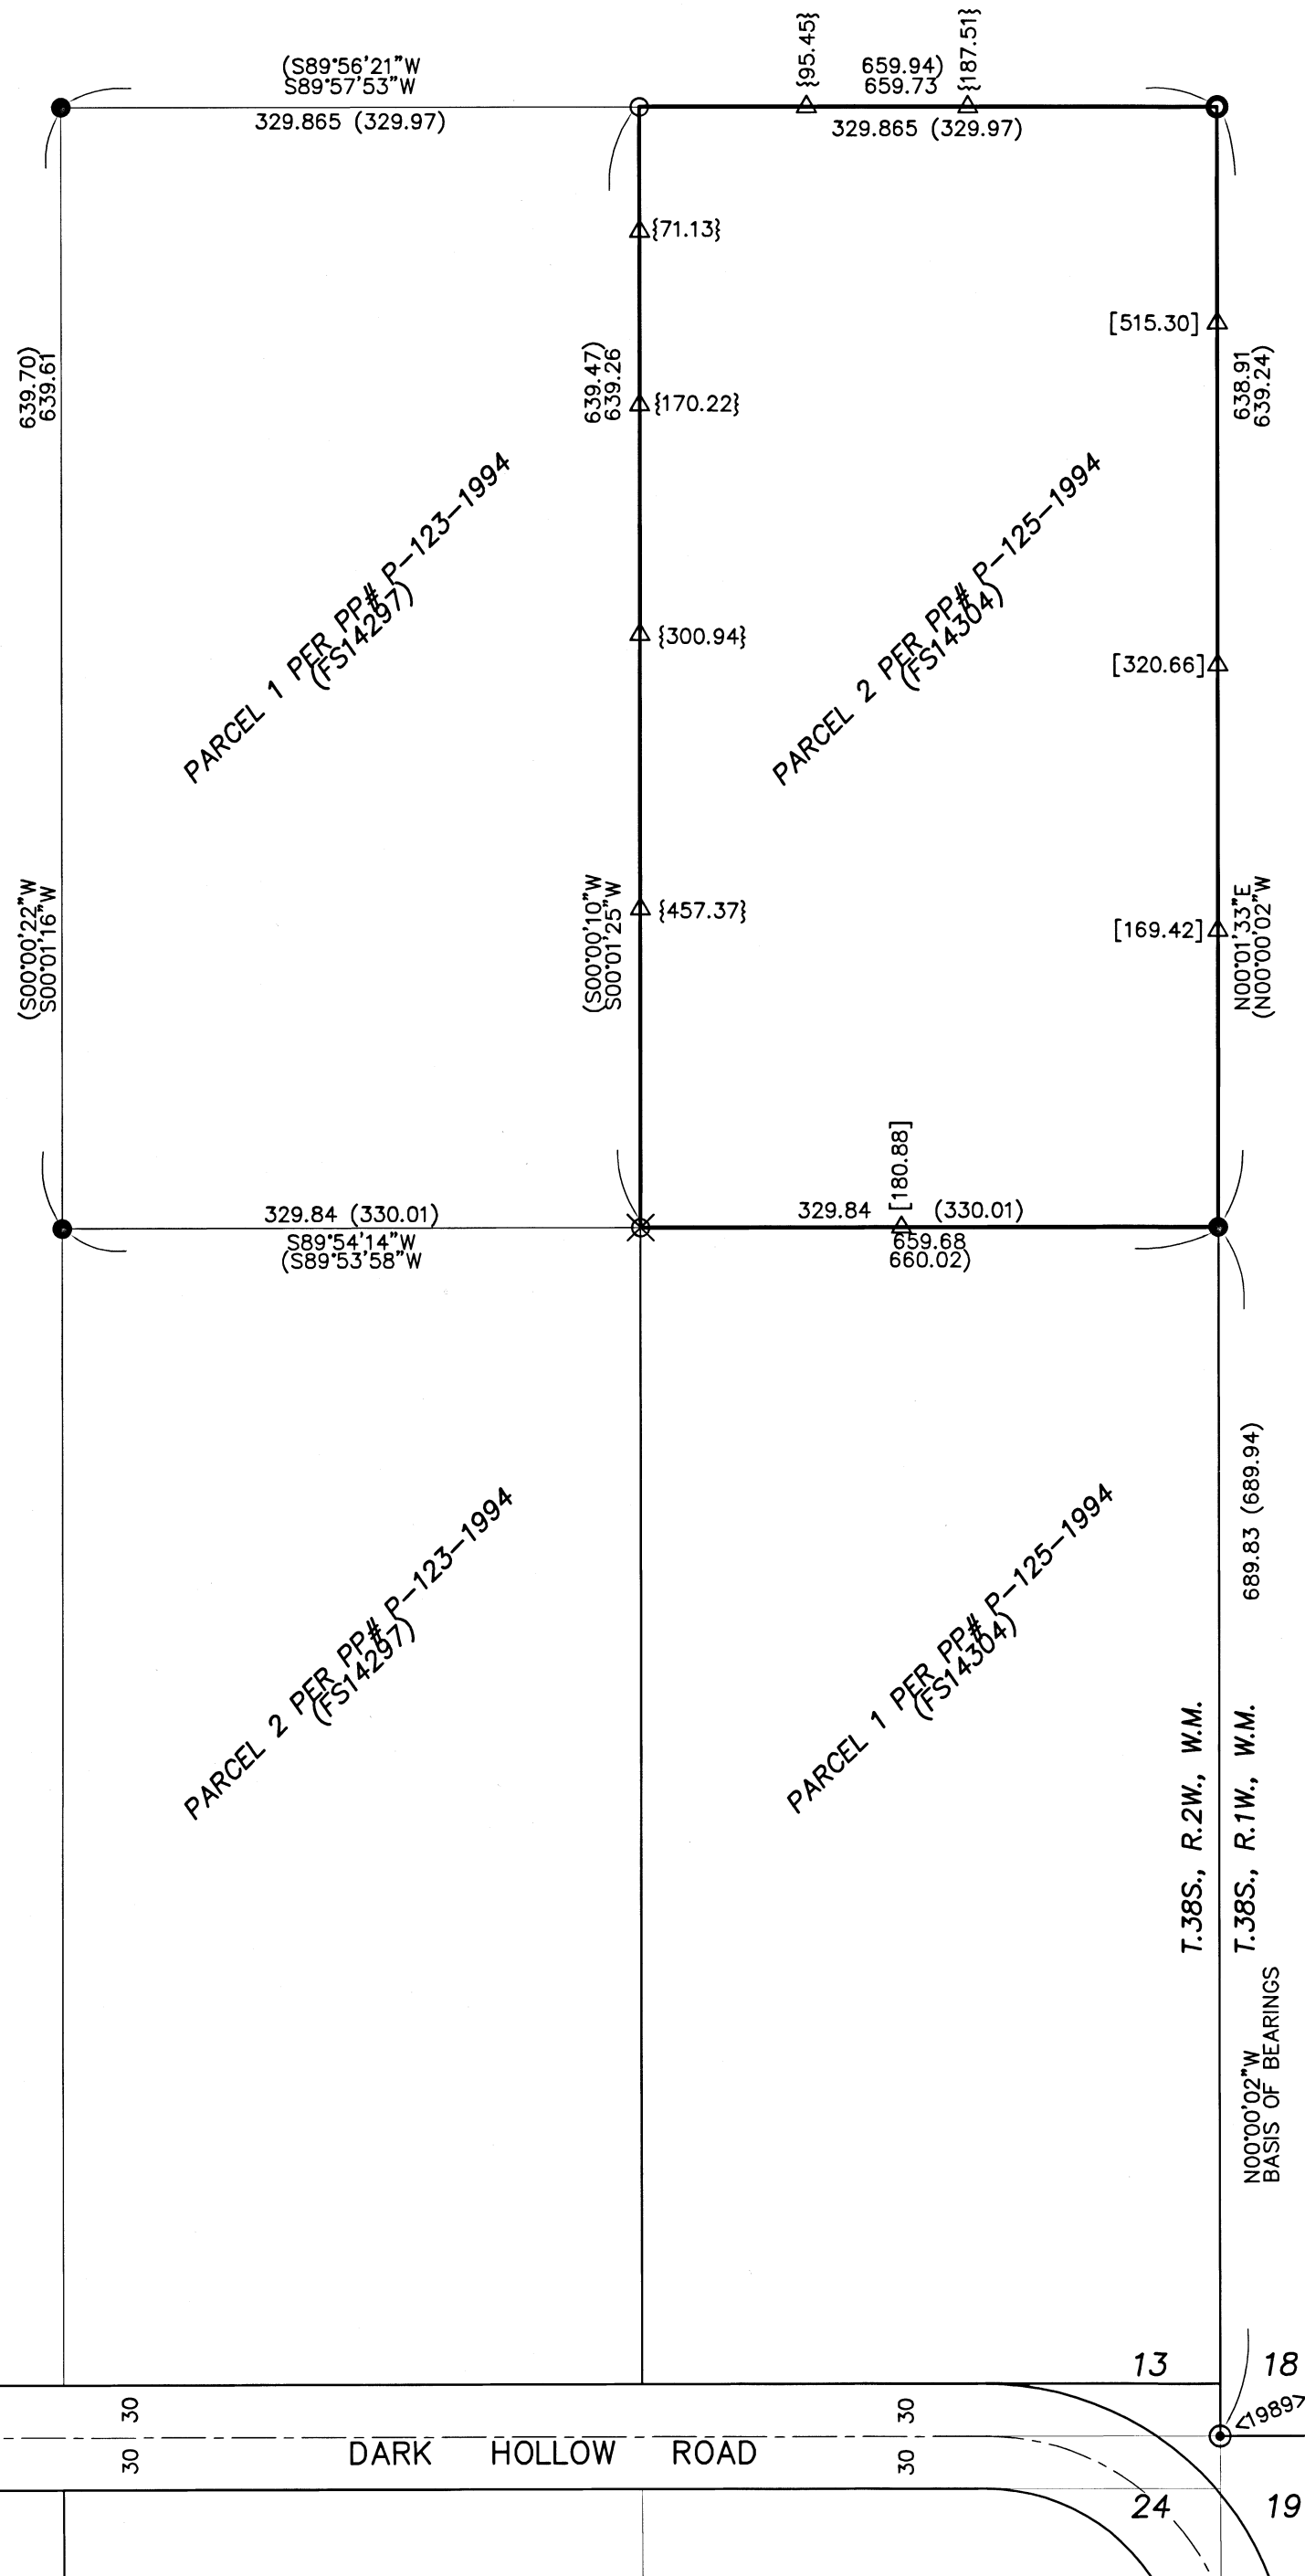 (S89°56'21"W
S89°57'53"W
329.865 (329.97)
{95.45}
659.94)
659.73
{187.51}
329.865 (329.97)
{71.13}
[515.30]
639.70)
639.61
639.47)
639.26
638.91
639.24)
{170.22}
PARCEL 1 PER PP# P-123-1994
(FS14297)
PARCEL 2 PER PP# P-125-1994
(FS14304)
{300.94}
[320.66]
(S00°00'22"W
S00°01'16"W
(S00°00'10"W
S00°01'25"W
{457.37}
[169.42]
N00°01'33"E
(N00°00'02"W
329.84 (330.01)
S89°54'14"W
(S89°53'58"W
[180.88]
329.84 (330.01)
659.68
660.02)
689.83 (689.94)
PARCEL 2 PER PP# P-123-1994
(FS14297)
PARCEL 1 PER PP# P-125-1994
(FS14304)
T.38S., R.2W., W.M.
T.38S., R.1W., W.M.
N00°00'02"W
BASIS OF BEARINGS
13
18
<1989>
30
30
30
30
DARK HOLLOW ROAD
24
19